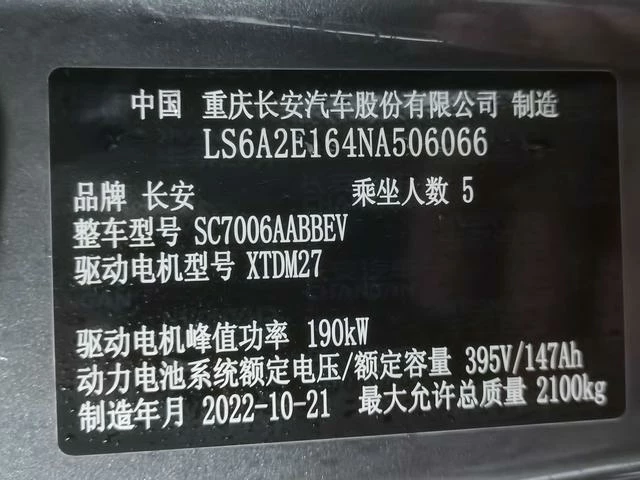 中国 重庆长安汽车股份有限公司 制造
LS6A2E164NA506066
品牌 长安 乘坐人数 5
整车型号 SC7006AABBEV
驱动电机型号 XTDM27
驱动电机峰值功率 190kW
动力电池系统额定电压/额定容量 395V/147Ah
制造年月 2022-10-21 最大允许总质量 2100kg